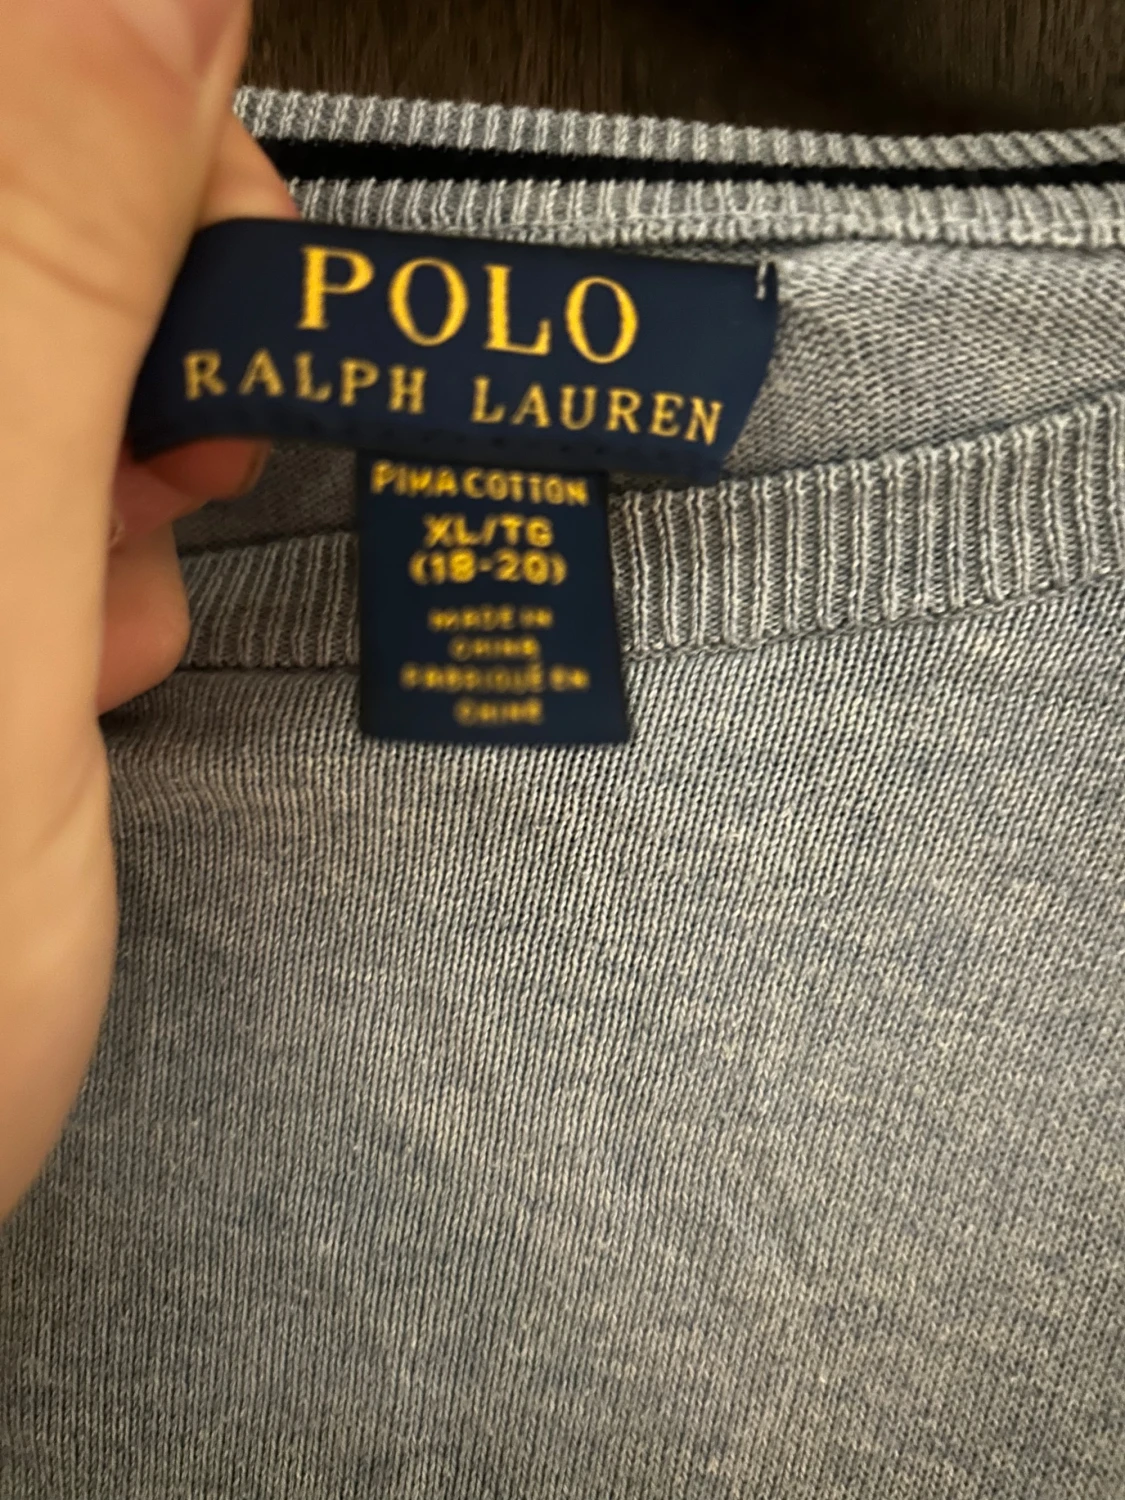 POLO
RALPH LAUREN
PIMA COTTON
XL/TG
(18-20)
MADE IN
CHINA
FABRIQUÉ EN
CHINE